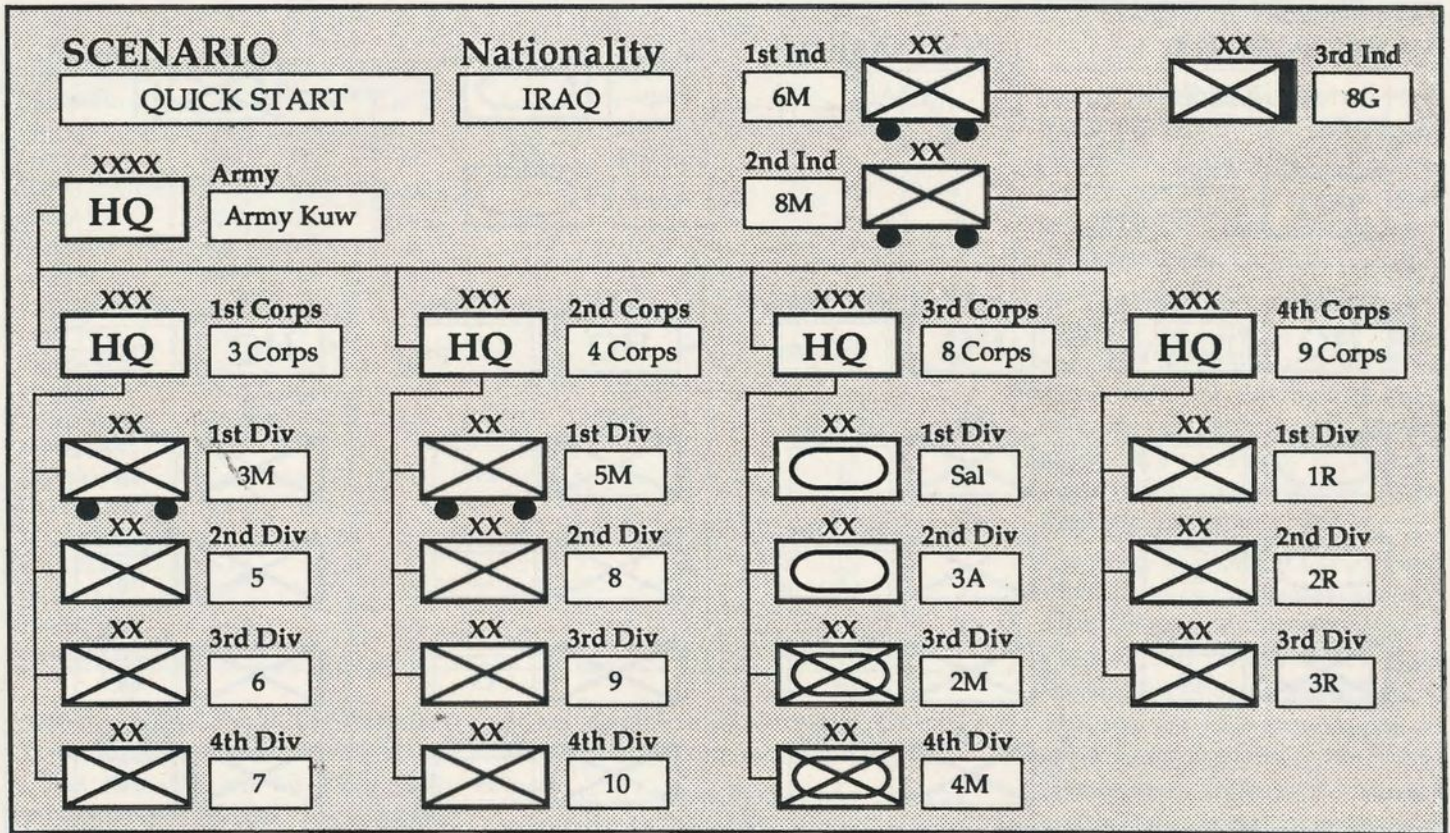 SCENARIO
QUICK START
Nationality
IRAQ
1st Ind
6M
XX
XX
3rd Ind
8G
2nd Ind
8M
XX
XXXX
HQ
Army
Army Kuw
XXX
HQ
1st Corps
3 Corps
XXX
HQ
2nd Corps
4 Corps
XXX
HQ
3rd Corps
8 Corps
XXX
HQ
4th Corps
9 Corps
XX
1st Div
3M
XX
2nd Div
5
XX
3rd Div
6
XX
4th Div
7
XX
1st Div
5M
XX
2nd Div
8
XX
3rd Div
9
XX
4th Div
10
XX
1st Div
Sal
XX
2nd Div
3A
XX
3rd Div
2M
XX
4th Div
4M
XX
1st Div
1R
XX
2nd Div
2R
XX
3rd Div
3R